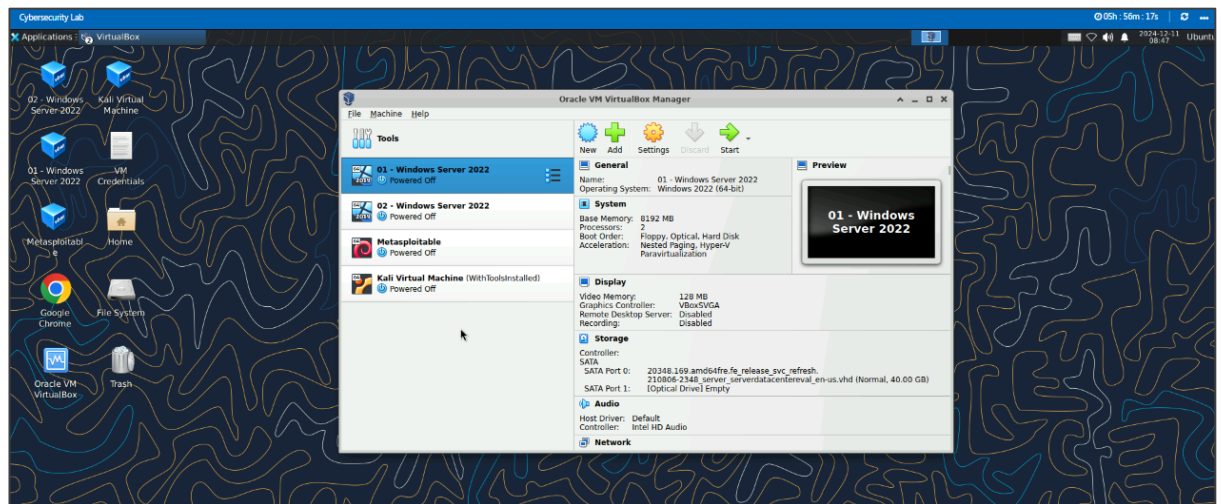 Cybersecurity Lab
05h : 56m : 17s
Applications
VirtualBox
2024-12-11
08:47
Ubuntu
02 - Windows
Server 2022
Kali Virtual
Machine
01 - Windows
Server 2022
VM
Credentials
Metasploitabl
e
Home
Google
Chrome
File System
Oracle VM
VirtualBox
Trash
Oracle VM VirtualBox Manager
File Machine Help
Tools
New Add Settings Discard Start
01 - Windows Server 2022
Powered Off
02 - Windows Server 2022
Powered Off
Metasploitable
Powered Off
Kali Virtual Machine (WithToolsInstalled)
Powered Off
General
Name: 01 - Windows Server 2022
Operating System: Windows 2022 (64-bit)
System
Base Memory: 8192 MB
Processors: 2
Boot Order: Floppy, Optical, Hard Disk
Acceleration: Nested Paging, Hyper-V
Paravirtualization
Preview
01 - Windows
Server 2022
Display
Video Memory: 128 MB
Graphics Controller: VBoxSVGA
Remote Desktop Server: Disabled
Recording: Disabled
Storage
Controller:
SATA
SATA Port 0: 20348.169.amd64fre.fe_release_svc_refresh.
210806-2348_server_serverdatacentereval_en-us.vhd (Normal, 40.00 GB)
SATA Port 1: [Optical Drive] Empty
Audio
Host Driver: Default
Controller: Intel HD Audio
Network